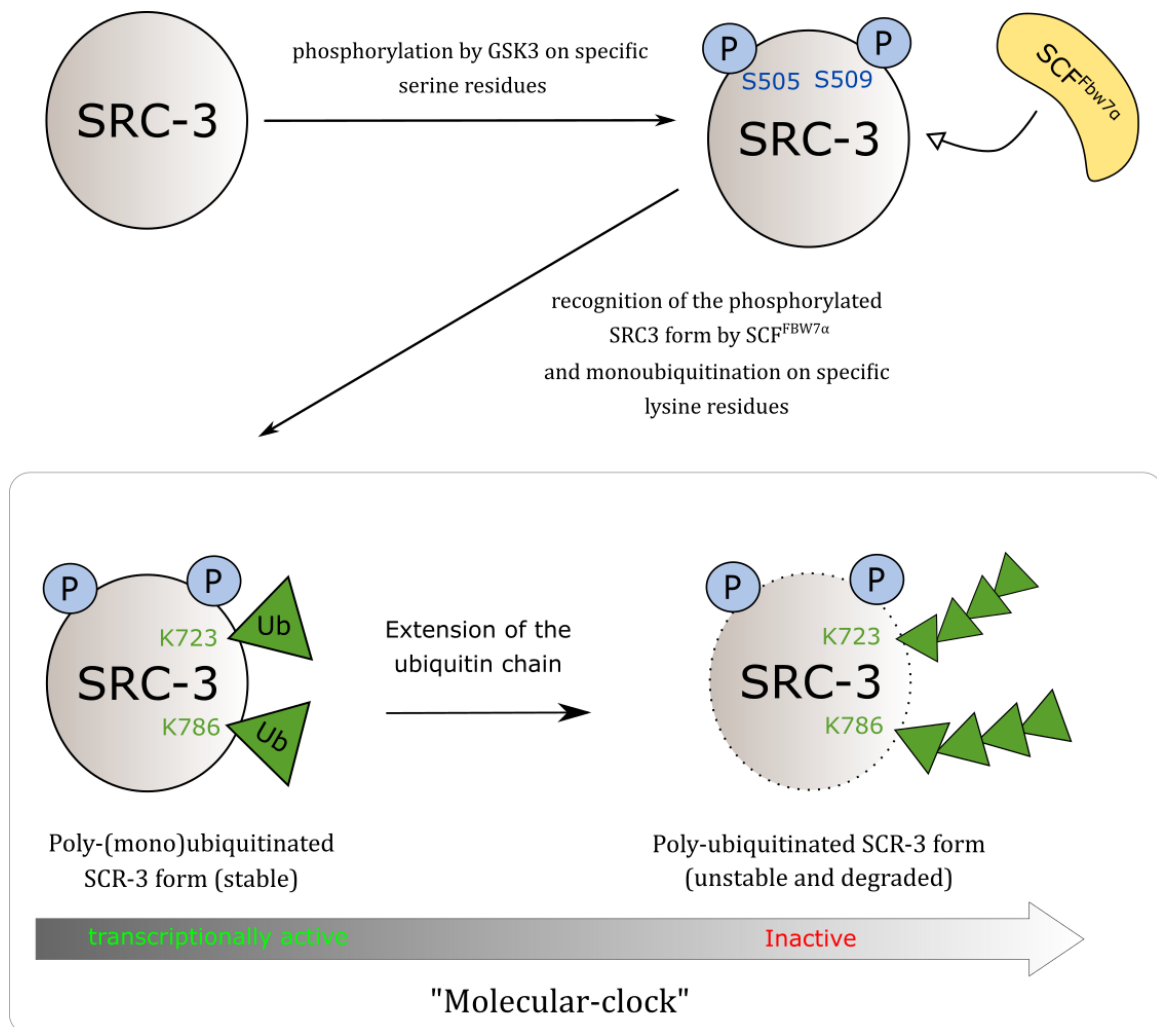 SRC-3
phosphorylation by GSK3 on specific
serine residues
P
P
S505 S509
SRC-3
SCFFbw7α
recognition of the phosphorylated
SRC3 form by SCFFBW7α
and monoubiquitination on specific
lysine residues
P
P
K723
Ub
SRC-3
K786
Ub
Extension of the
ubiquitin chain
P
P
K723
SRC-3
K786
Poly-(mono)ubiquitinated
SCR-3 form (stable)
Poly-ubiquitinated SCR-3 form
(unstable and degraded)
transcriptionally active
Inactive
"Molecular-clock"